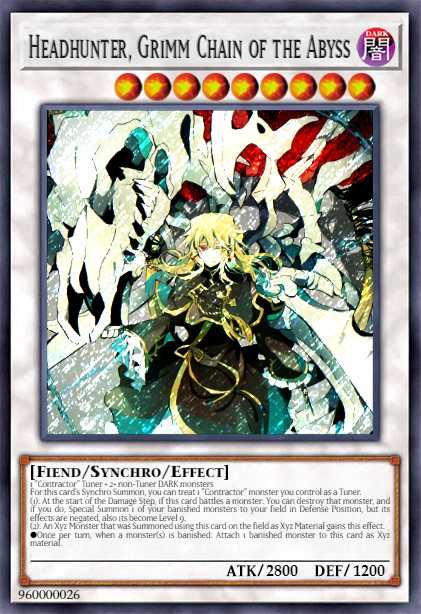 Headhunter, Grimm Chain of the Abyss
DARK
闇
[Fiend/Synchro/Effect]
1 "Contractor" Tuner + 2+ non-Tuner DARK monsters
For this card's Synchro Summon, you can treat 1 "Contractor" monster you control as a Tuner.
(1): At the start of the Damage Step, if this card battles a monster: You can destroy that monster, and
if you do, Special Summon 1 of your banished monsters to your field in Defense Position, but its
effects are negated, also its become Level 9.
(2): An Xyz Monster that was Summoned using this card on the field as Xyz Material gains this effect.
●Once per turn, when a monster(s) is banished: Attach 1 banished monster to this card as Xyz
material.
ATK/2800 DEF/1200
960000026